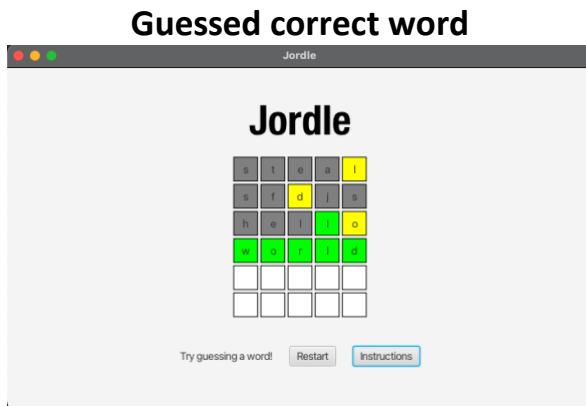 Guessed correct word
Jordle
Jordle
s t e a l
s f d j s
h e l l o
w o r l d
Try guessing a word! Restart Instructions